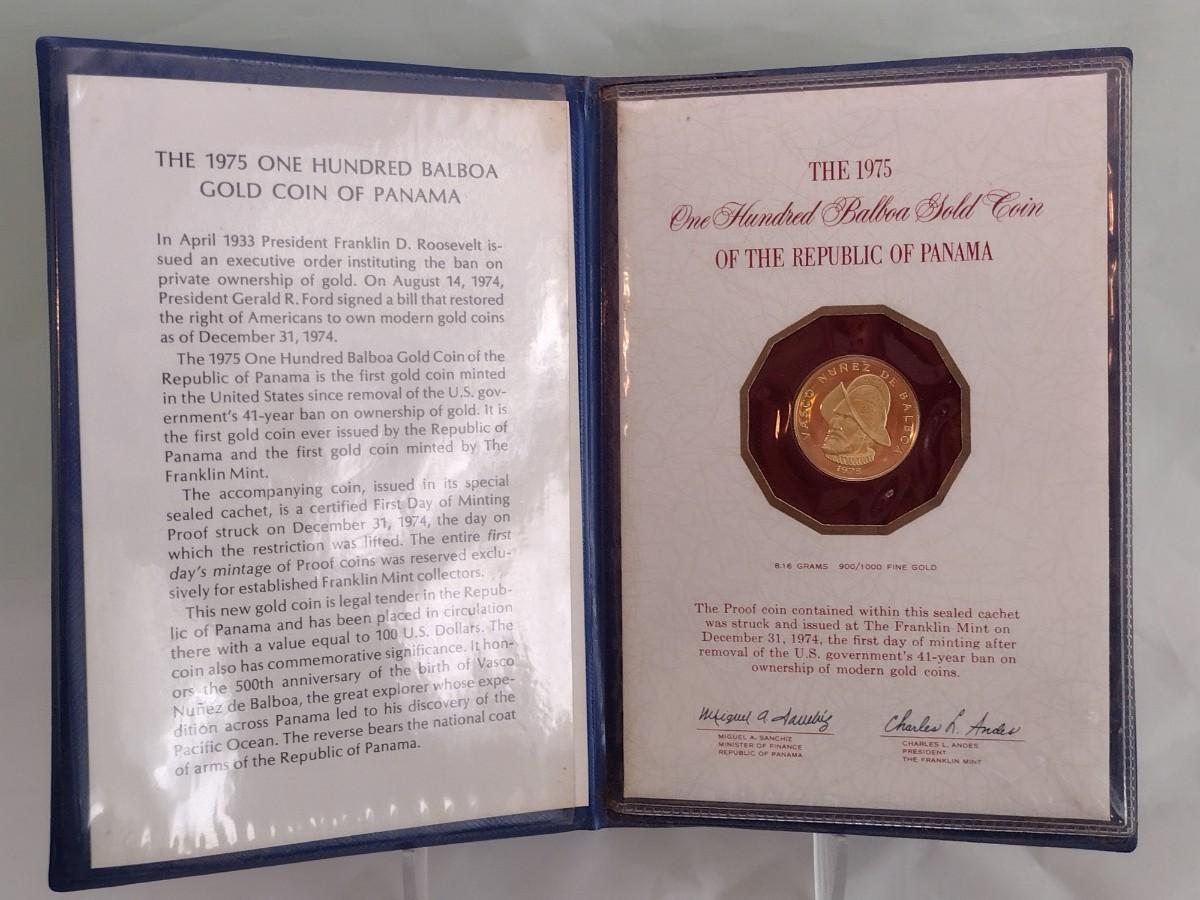 THE 1975 ONE HUNDRED BALBOA
GOLD COIN OF PANAMA
In April 1933 President Franklin D. Roosevelt is-
sued an executive order instituting the ban on
private ownership of gold. On August 14, 1974,
President Gerald R. Ford signed a bill that restored
the right of Americans to own modern gold coins
as of December 31, 1974.
The 1975 One Hundred Balboa Gold Coin of the
Republic of Panama is the first gold coin minted
in the United States since removal of the U.S. gov-
ernment's 41-year ban on ownership of gold. It is
the first gold coin ever issued by the Republic of
Panama and the first gold coin minted by The
Franklin Mint.
The accompanying coin, issued in its special
sealed cachet, is a certified First Day of Minting
Proof struck on December 31, 1974, the day on
which the restriction was lifted. The entire first
day's mintage of Proof coins was reserved exclu-
sively for established Franklin Mint collectors.
This new gold coin is legal tender in the Repub-
lic of Panama and has been placed in circulation
there with a value equal to 100 U.S. Dollars. The
coin also has commemorative significance. It hon-
ors the 500th anniversary of the birth of Vasco
Nuñez de Balboa, the great explorer whose expe-
dition across Panama led to his discovery of the
Pacific Ocean. The reverse bears the national coat
of arms of the Republic of Panama.
THE 1975
One Hundred Balboa Gold Coin
OF THE REPUBLIC OF PANAMA
VASCO NUÑEZ DE BALBOA
1975
8.16 GRAMS 900/1000 FINE GOLD
The Proof coin contained within this sealed cachet
was struck and issued at The Franklin Mint on
December 31, 1974, the first day of minting after
removal of the U.S. government's 41-year ban on
ownership of modern gold coins.
Miguel A. Sanchiz
MIGUEL A. SANCHIZ
MINISTER OF FINANCE
REPUBLIC OF PANAMA
Charles L. Andes
CHARLES L. ANDES
PRESIDENT
THE FRANKLIN MINT